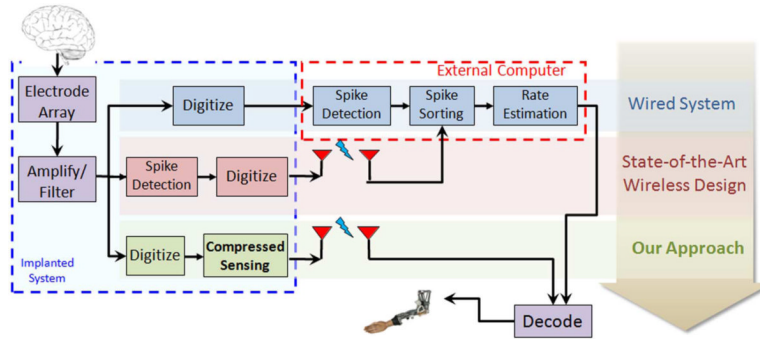 External Computer
Electrode
Array
Digitize
Spike
Detection
Spike
Sorting
Rate
Estimation
Wired System
Amplify/
Filter
Spike
Detection
Digitize
State-of-the-Art
Wireless Design
Digitize
Compressed
Sensing
Our Approach
Implanted
System
Decode